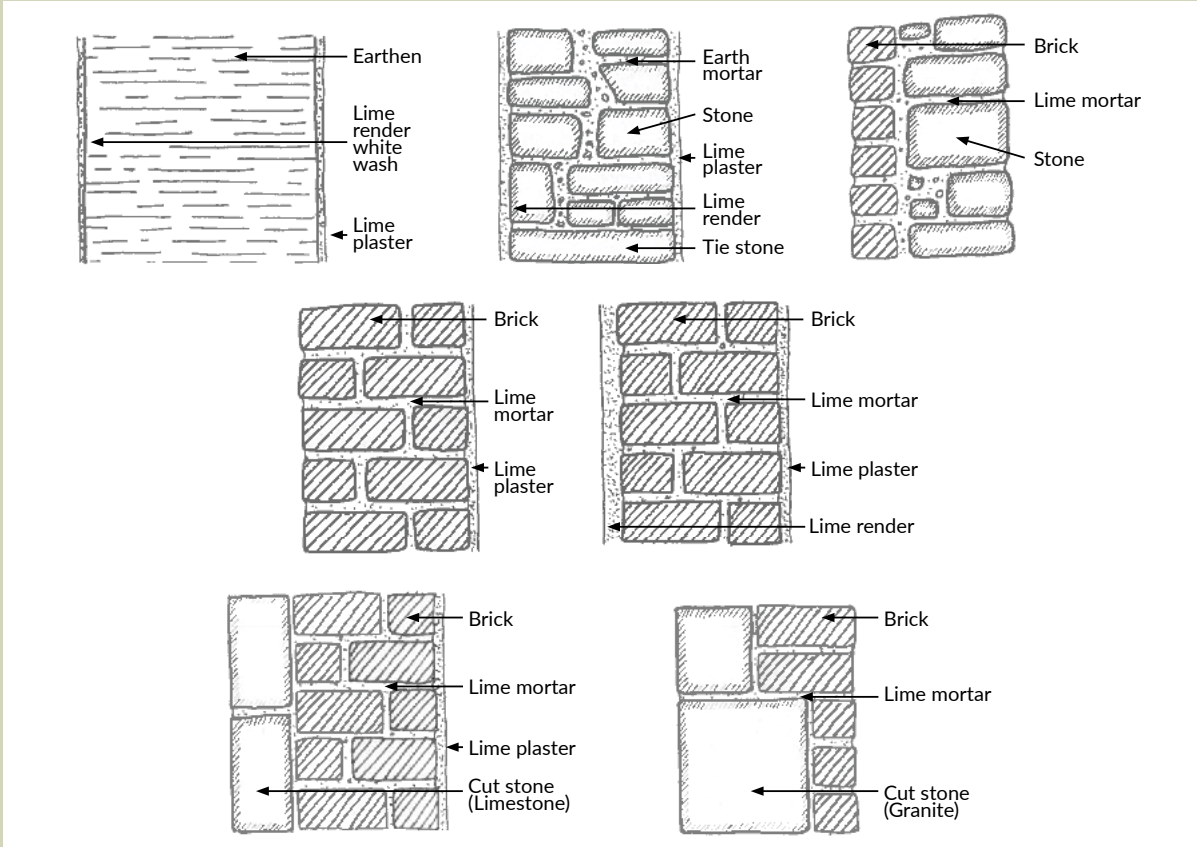 Earthen
Lime
render
white
wash
Lime
plaster
Earth
mortar
Stone
Lime
plaster
Lime
render
Tie stone
Brick
Lime mortar
Stone
Brick
Lime
mortar
Lime
plaster
Brick
Lime mortar
Lime plaster
Lime render
Brick
Lime mortar
Lime plaster
Cut stone
(Limestone)
Brick
Lime mortar
Cut stone
(Granite)